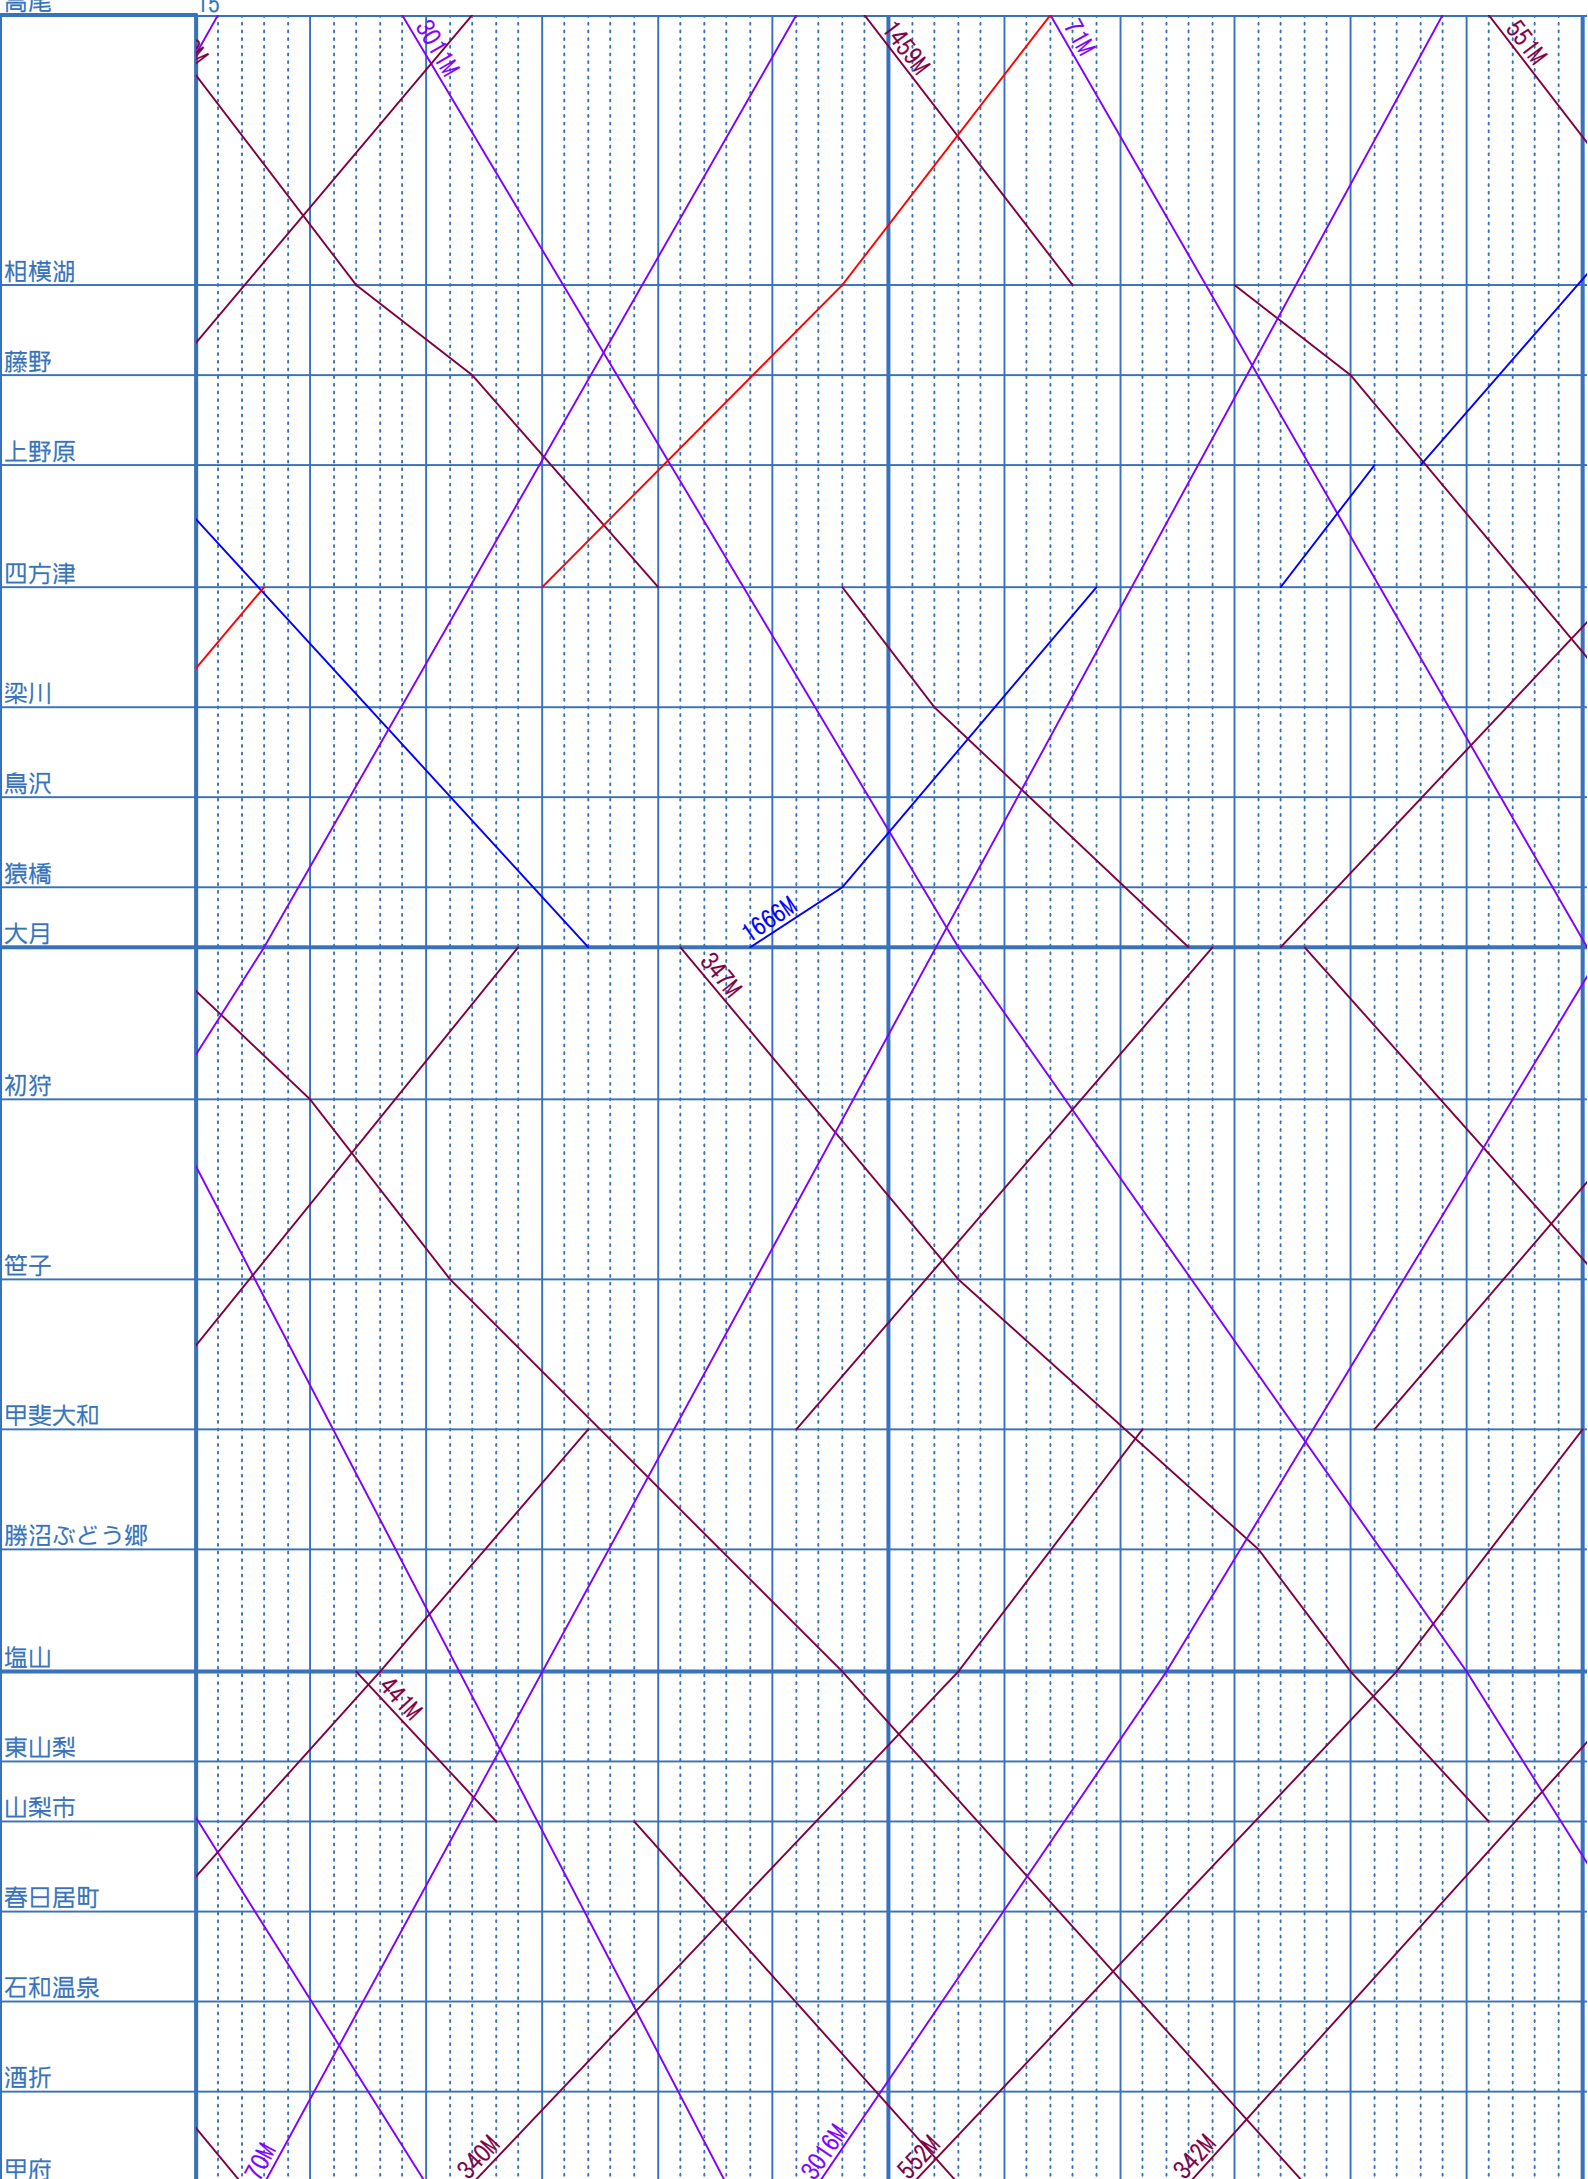 高尾
15
3011M
1459M
71M
551M
相模湖
藤野
上野原
四方津
梁川
鳥沢
猿橋
1666M
大月
347M
初狩
笹子
甲斐大和
勝沼ぶどう郷
塩山
441M
東山梨
山梨市
春日居町
石和温泉
酒折
甲府
70M
340M
3016M
552M
342M